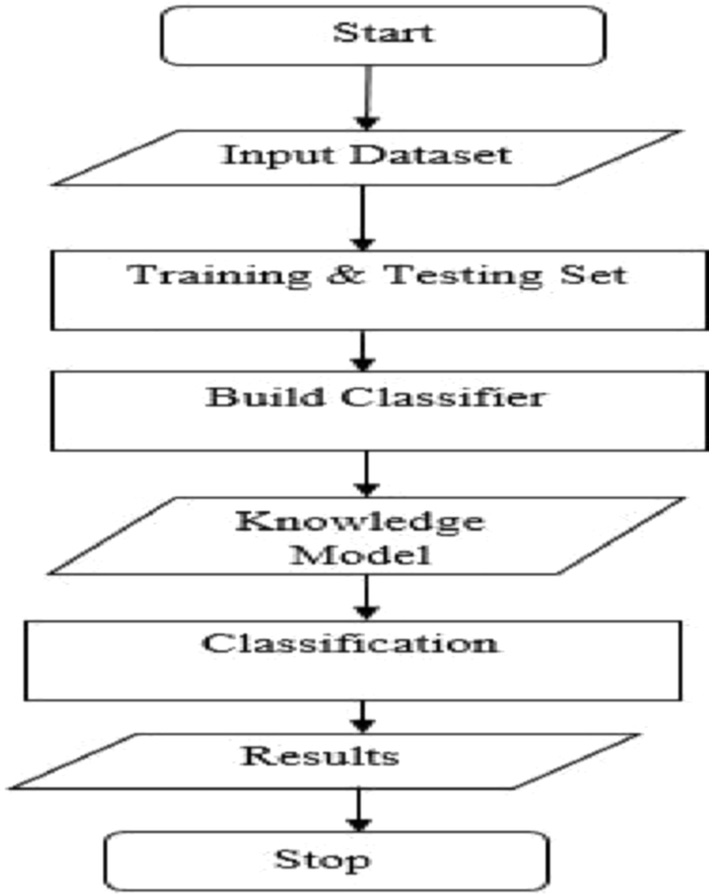 Start
Input Dataset
Training & Testing Set
Build Classifier
Knowledge
Model
Classification
Results
Stop